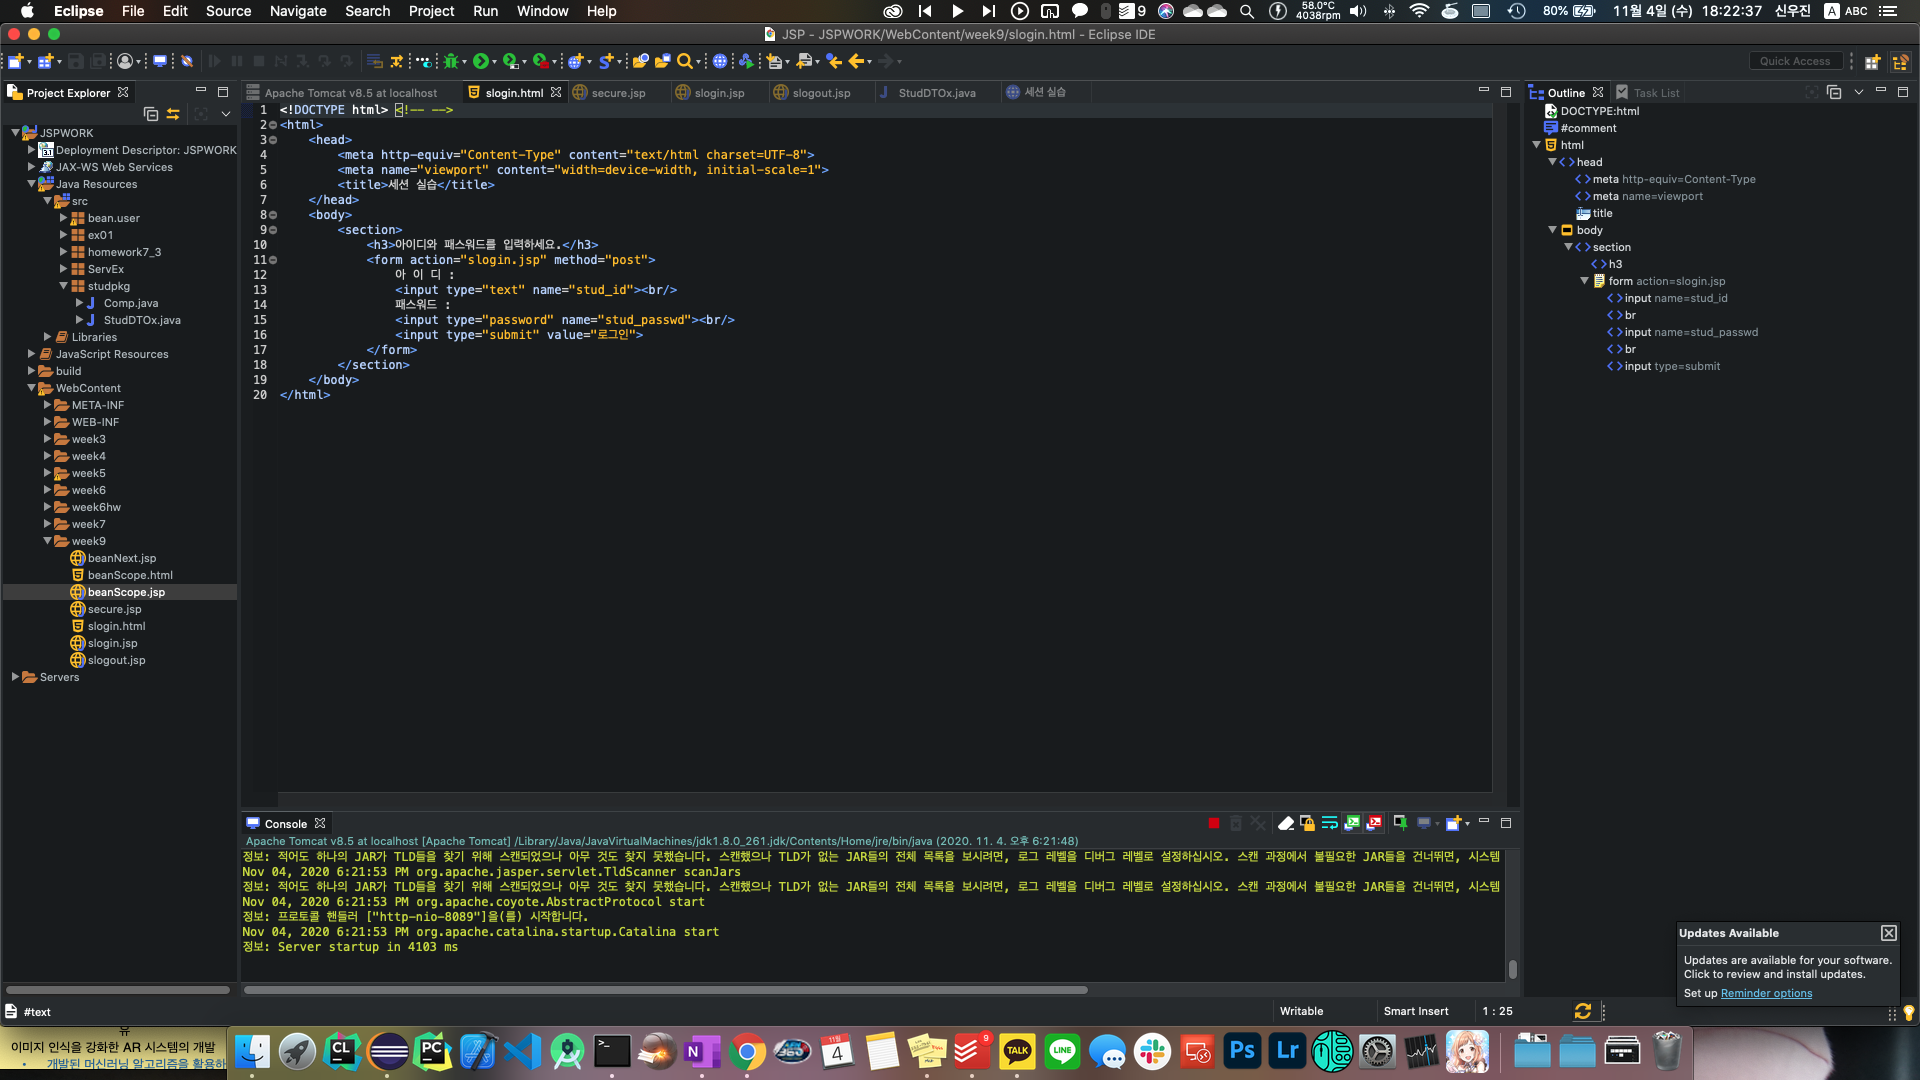 Eclipse File Edit Source Navigate Search Project Run Window Help
9 58.0°C 4038rpm 80% 11월 4일 (수) 18:22:37 신우진 A ABC
JSP - JSPWORK/WebContent/week9/slogin.html - Eclipse IDE
Quick Access
Project Explorer
JSPWORK
Deployment Descriptor: JSPWORK
JAX-WS Web Services
Java Resources
src
bean.user
ex01
homework7_3
ServEx
studpkg
Comp.java
StudDTOx.java
Libraries
JavaScript Resources
build
WebContent
META-INF
WEB-INF
week3
week4
week5
week6
week6hw
week7
week9
beanNext.jsp
beanScope.html
beanScope.jsp
secure.jsp
slogin.html
slogin.jsp
slogout.jsp
Servers
Apache Tomcat v8.5 at localhost slogin.html secure.jsp slogin.jsp slogout.jsp StudDTOx.java 세션 실습
1 <!DOCTYPE html> <!-- -->
2 <html>
3 <head>
4 <meta http-equiv="Content-Type" content="text/html charset=UTF-8">
5 <meta name="viewport" content="width=device-width, initial-scale=1">
6 <title>세션 실습</title>
7 </head>
8 <body>
9 <section>
10 <h3>아이디와 패스워드를 입력하세요.</h3>
11 <form action="slogin.jsp" method="post">
12 아 이 디 :
13 <input type="text" name="stud_id"><br/>
14 패스워드 :
15 <input type="password" name="stud_passwd"><br/>
16 <input type="submit" value="로그인">
17 </form>
18 </section>
19 </body>
20 </html>
Outline Task List
DOCTYPE:html
#comment
html
head
meta http-equiv=Content-Type
meta name=viewport
title
body
section
h3
form action=slogin.jsp
input name=stud_id
br
input name=stud_passwd
br
input type=submit
Console
Apache Tomcat v8.5 at localhost [Apache Tomcat] /Library/Java/JavaVirtualMachines/jdk1.8.0_261.jdk/Contents/Home/jre/bin/java (2020. 11. 4. 오후 6:21:48)
정보: 적어도 하나의 JAR가 TLD들을 찾기 위해 스캔되었으나 아무 것도 찾지 못했습니다. 스캔했으나 TLD가 없는 JAR들의 전체 목록을 보시려면, 로그 레벨을 디버그 레벨로 설정하십시오. 스캔 과정에서 불필요한 JAR들을 건너뛰면, 시스템
Nov 04, 2020 6:21:53 PM org.apache.jasper.servlet.TldScanner scanJars
정보: 적어도 하나의 JAR가 TLD들을 찾기 위해 스캔되었으나 아무 것도 찾지 못했습니다. 스캔했으나 TLD가 없는 JAR들의 전체 목록을 보시려면, 로그 레벨을 디버그 레벨로 설정하십시오. 스캔 과정에서 불필요한 JAR들을 건너뛰면, 시스템
Nov 04, 2020 6:21:53 PM org.apache.coyote.AbstractProtocol start
정보: 프로토콜 핸들러 ["http-nio-8089"]을(를) 시작합니다.
Nov 04, 2020 6:21:53 PM org.apache.catalina.startup.Catalina start
정보: Server startup in 4103 ms
Updates Available
Updates are available for your software.
Click to review and install updates.
Set up Reminder options
#text Writable Smart Insert 1 : 25
이미지 인식을 강화한 AR 시스템의 개발
개발된 머신러닝 알고리즘을 활용하
CL PC N 11월 4 9 TALK LINE Ps Lr